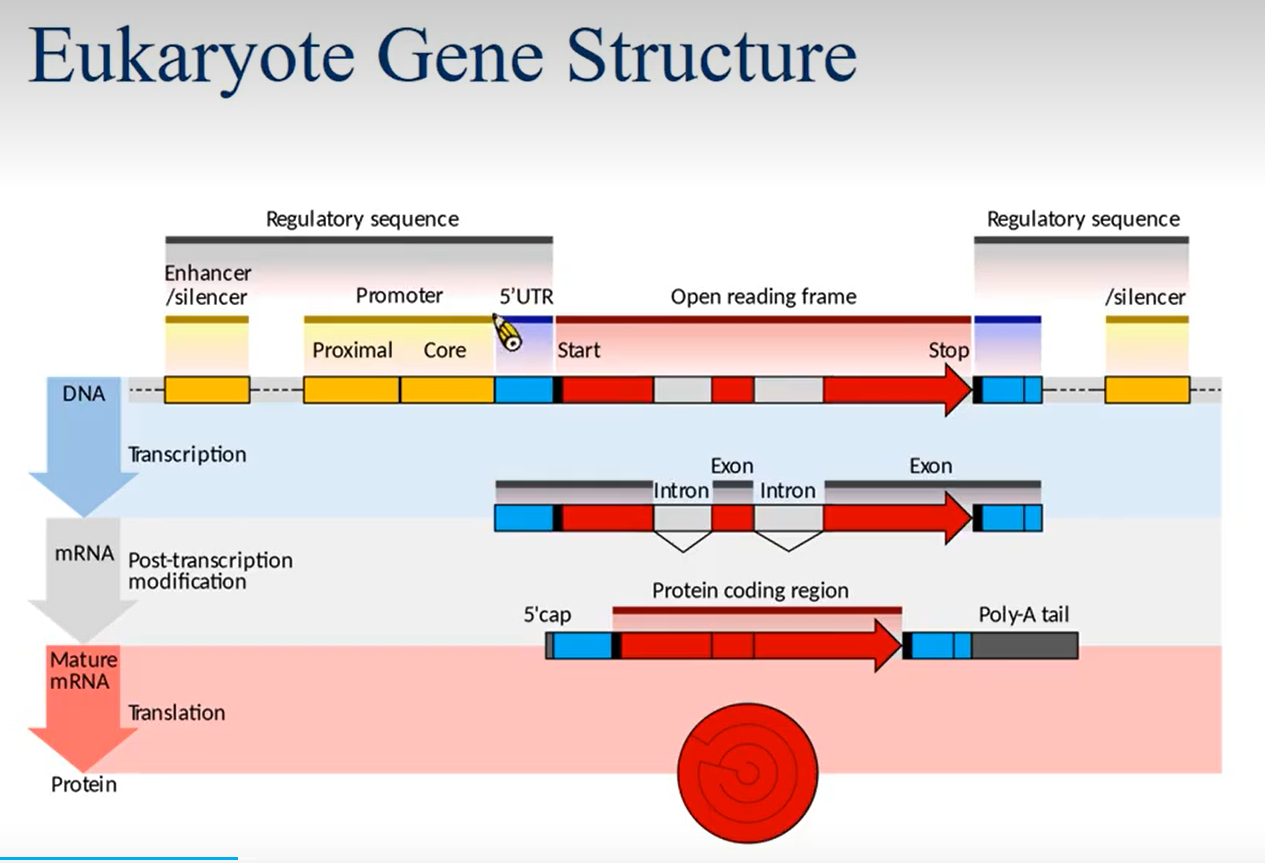 Eukaryote Gene Structure
Regulatory sequence
Regulatory sequence
Enhancer
/silencer
Promoter
5’UTR
Open reading frame
/silencer
Proximal
Core
Start
Stop
DNA
Transcription
Exon
Exon
Intron
Intron
mRNA
Post-transcription
modification
Protein coding region
5'cap
Poly-A tail
Mature
mRNA
Translation
Protein